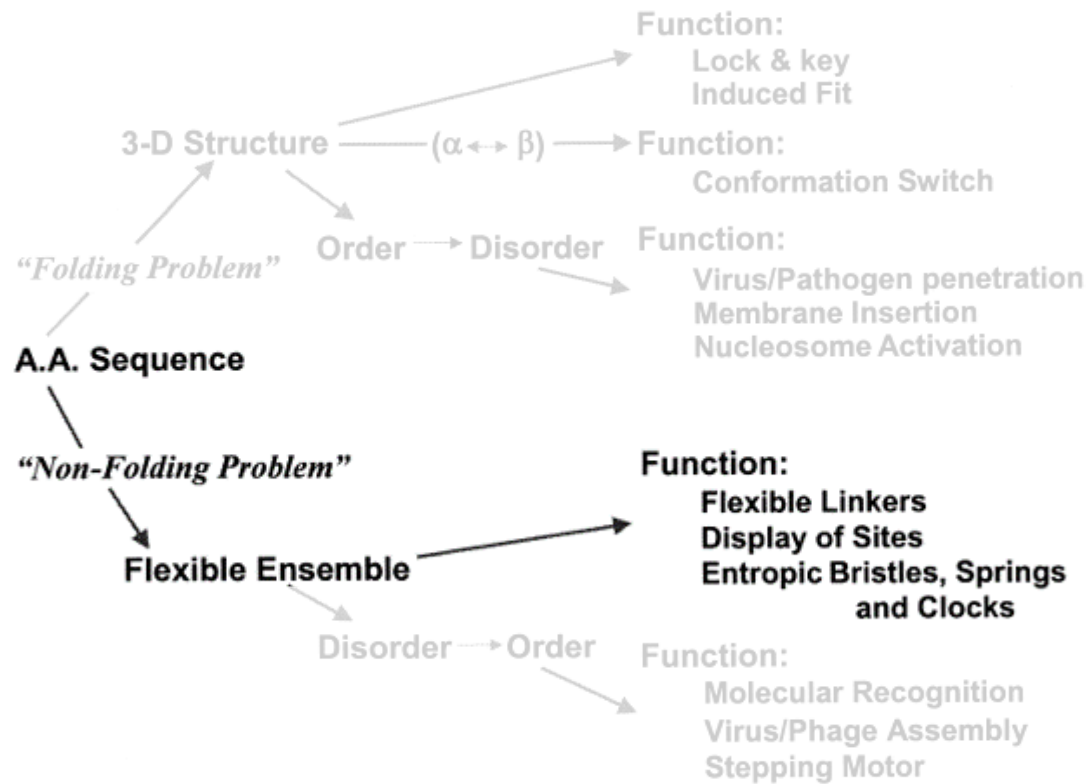 Function:
Lock & key
Induced Fit
3-D Structure
(α ↔ β)
Function:
Conformation Switch
Order
Disorder
Function:
Virus/Pathogen penetration
Membrane Insertion
Nucleosome Activation
“Folding Problem”
A.A. Sequence
“Non-Folding Problem”
Function:
Flexible Linkers
Display of Sites
Entropic Bristles, Springs
and Clocks
Flexible Ensemble
Disorder
Order
Function:
Molecular Recognition
Virus/Phage Assembly
Stepping Motor